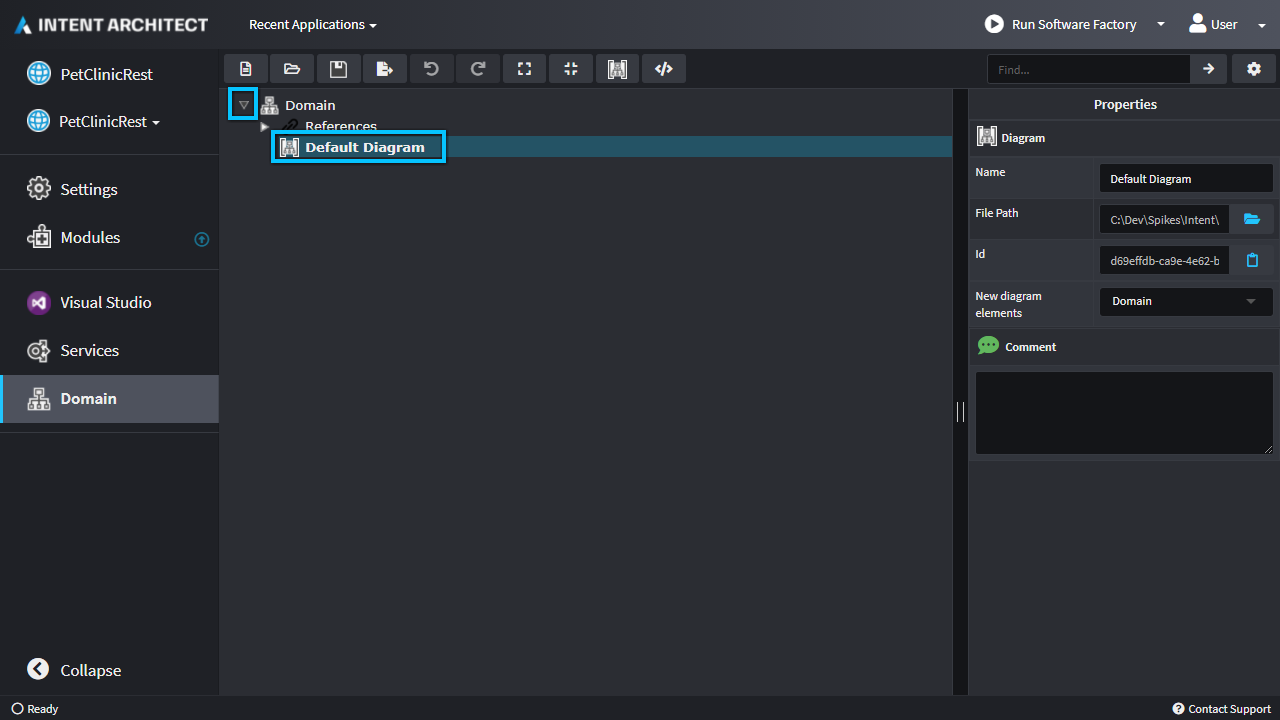 INTENT ARCHITECT
Recent Applications
Run Software Factory
User
PetClinicRest
PetClinicRest
Settings
Modules
Visual Studio
Services
Domain
Collapse
Find...
Domain
References
Default Diagram
Properties
Diagram
Name
Default Diagram
File Path
C:\Dev\Spikes\Intent\
Id
d69effdb-ca9e-4e62-b
New diagram
elements
Domain
Comment
Ready
Contact Support